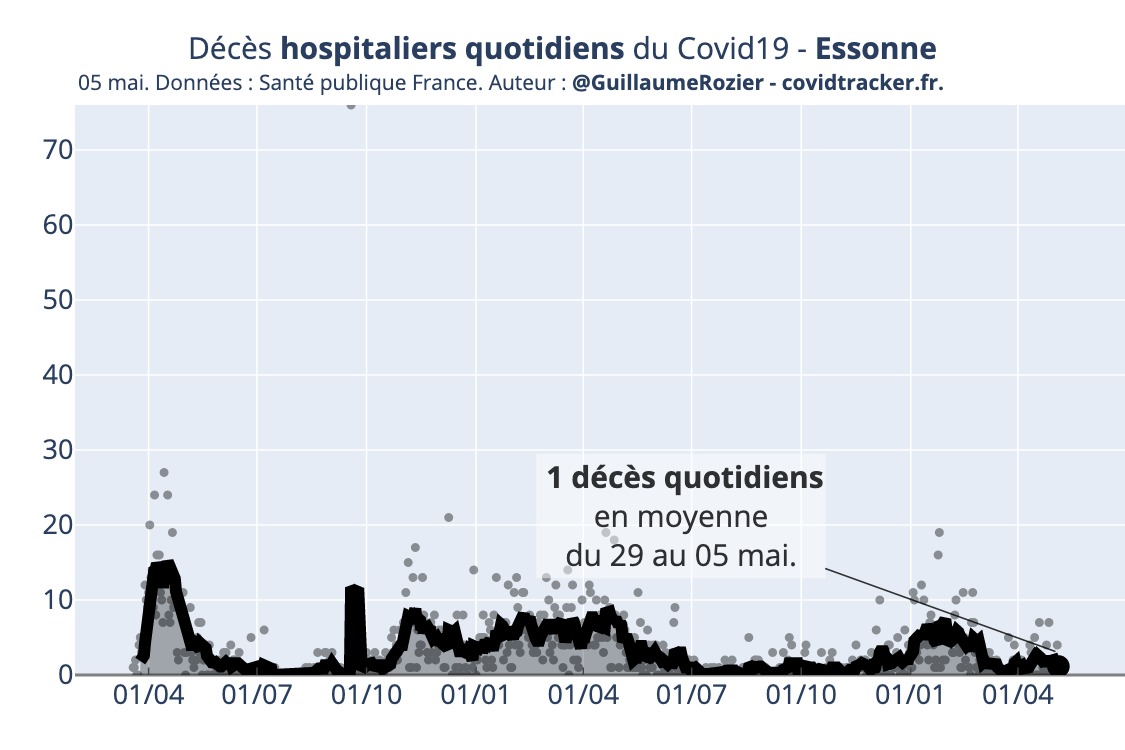 Décès hospitaliers quotidiens du Covid19 - Essonne
05 mai. Données : Santé publique France. Auteur : @GuillaumeRozier - covidtracker.fr.
70
60
50
40
30
20
10
0
1 décès quotidiens
en moyenne
du 29 au 05 mai.
01/04 01/07 01/10 01/01 01/04 01/07 01/10 01/01 01/04